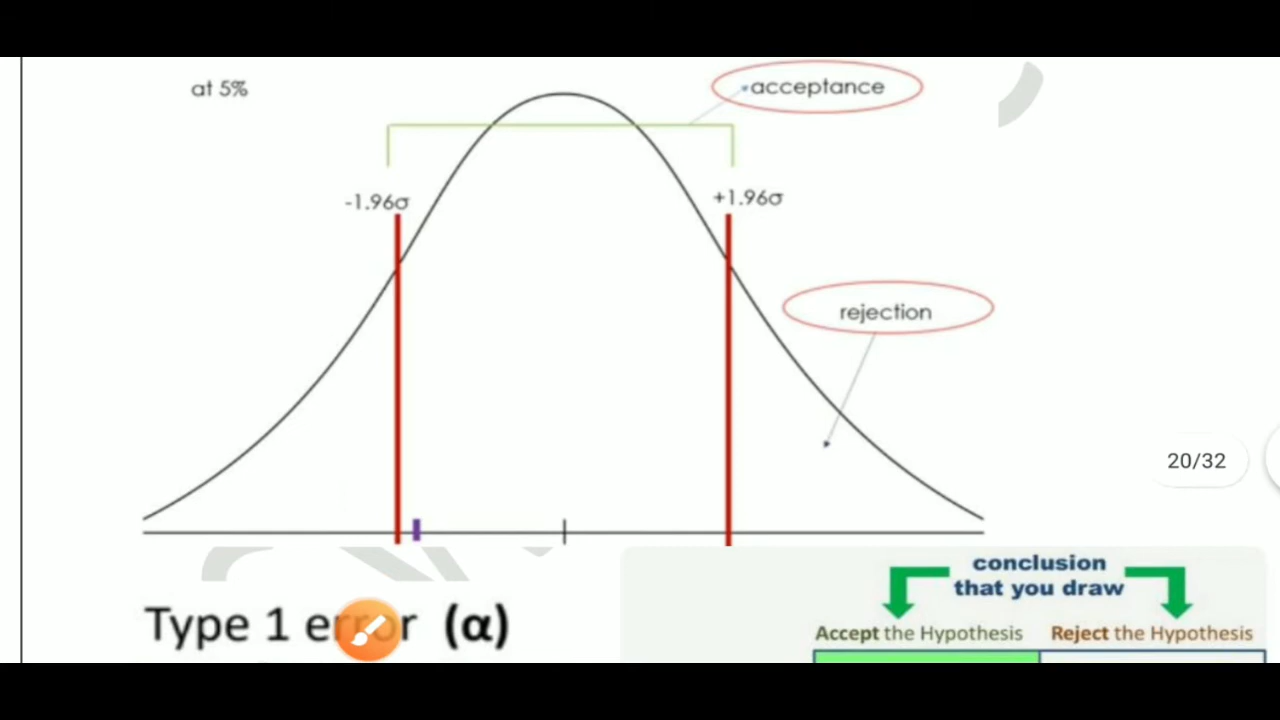 at 5%
acceptance
-1.96σ
+1.96σ
rejection
20/32
conclusion
that you draw
Type 1 error (α)
Accept the Hypothesis
Reject the Hypothesis